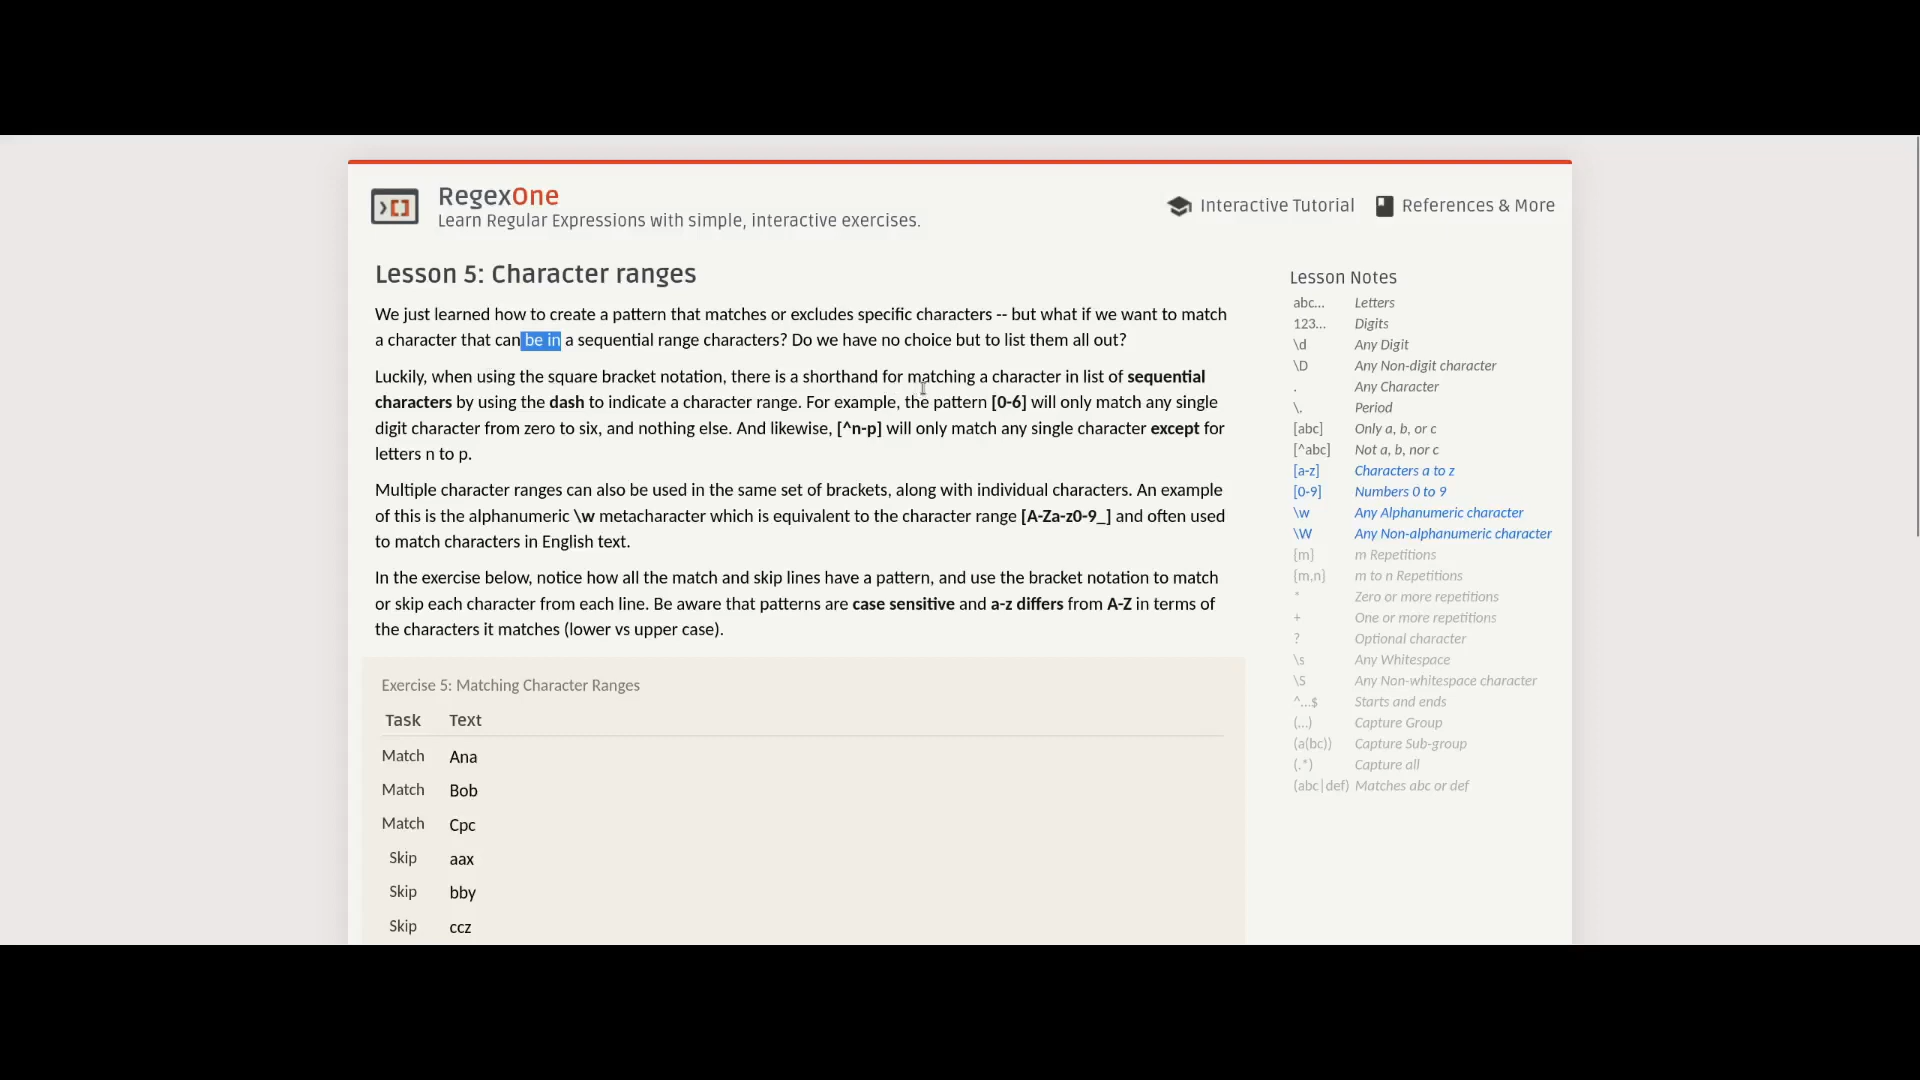 RegexOne
Learn Regular Expressions with simple, interactive exercises.
Interactive Tutorial
References & More
Lesson 5: Character ranges
We just learned how to create a pattern that matches or excludes specific characters -- but what if we want to match
a character that can be in a sequential range characters? Do we have no choice but to list them all out?
Luckily, when using the square bracket notation, there is a shorthand for matching a character in list of sequential
characters by using the dash to indicate a character range. For example, the pattern [0-6] will only match any single
digit character from zero to six, and nothing else. And likewise, [^n-p] will only match any single character except for
letters n to p.
Multiple character ranges can also be used in the same set of brackets, along with individual characters. An example
of this is the alphanumeric \w metacharacter which is equivalent to the character range [A-Za-z0-9_] and often used
to match characters in English text.
In the exercise below, notice how all the match and skip lines have a pattern, and use the bracket notation to match
or skip each character from each line. Be aware that patterns are case sensitive and a-z differs from A-Z in terms of
the characters it matches (lower vs upper case).
Exercise 5: Matching Character Ranges
Task Text
Match Ana
Match Bob
Match Cpc
Skip aax
Skip bby
Skip ccz
Lesson Notes
abc… Letters
123… Digits
\d Any Digit
\D Any Non-digit character
. Any Character
\. Period
[abc] Only a, b, or c
[^abc] Not a, b, nor c
[a-z] Characters a to z
[0-9] Numbers 0 to 9
\w Any Alphanumeric character
\W Any Non-alphanumeric character
{m} m Repetitions
{m,n} m to n Repetitions
* Zero or more repetitions
+ One or more repetitions
? Optional character
\s Any Whitespace
\S Any Non-whitespace character
^…$ Starts and ends
(…) Capture Group
(a(bc)) Capture Sub-group
(.*) Capture all
(abc|def) Matches abc or def